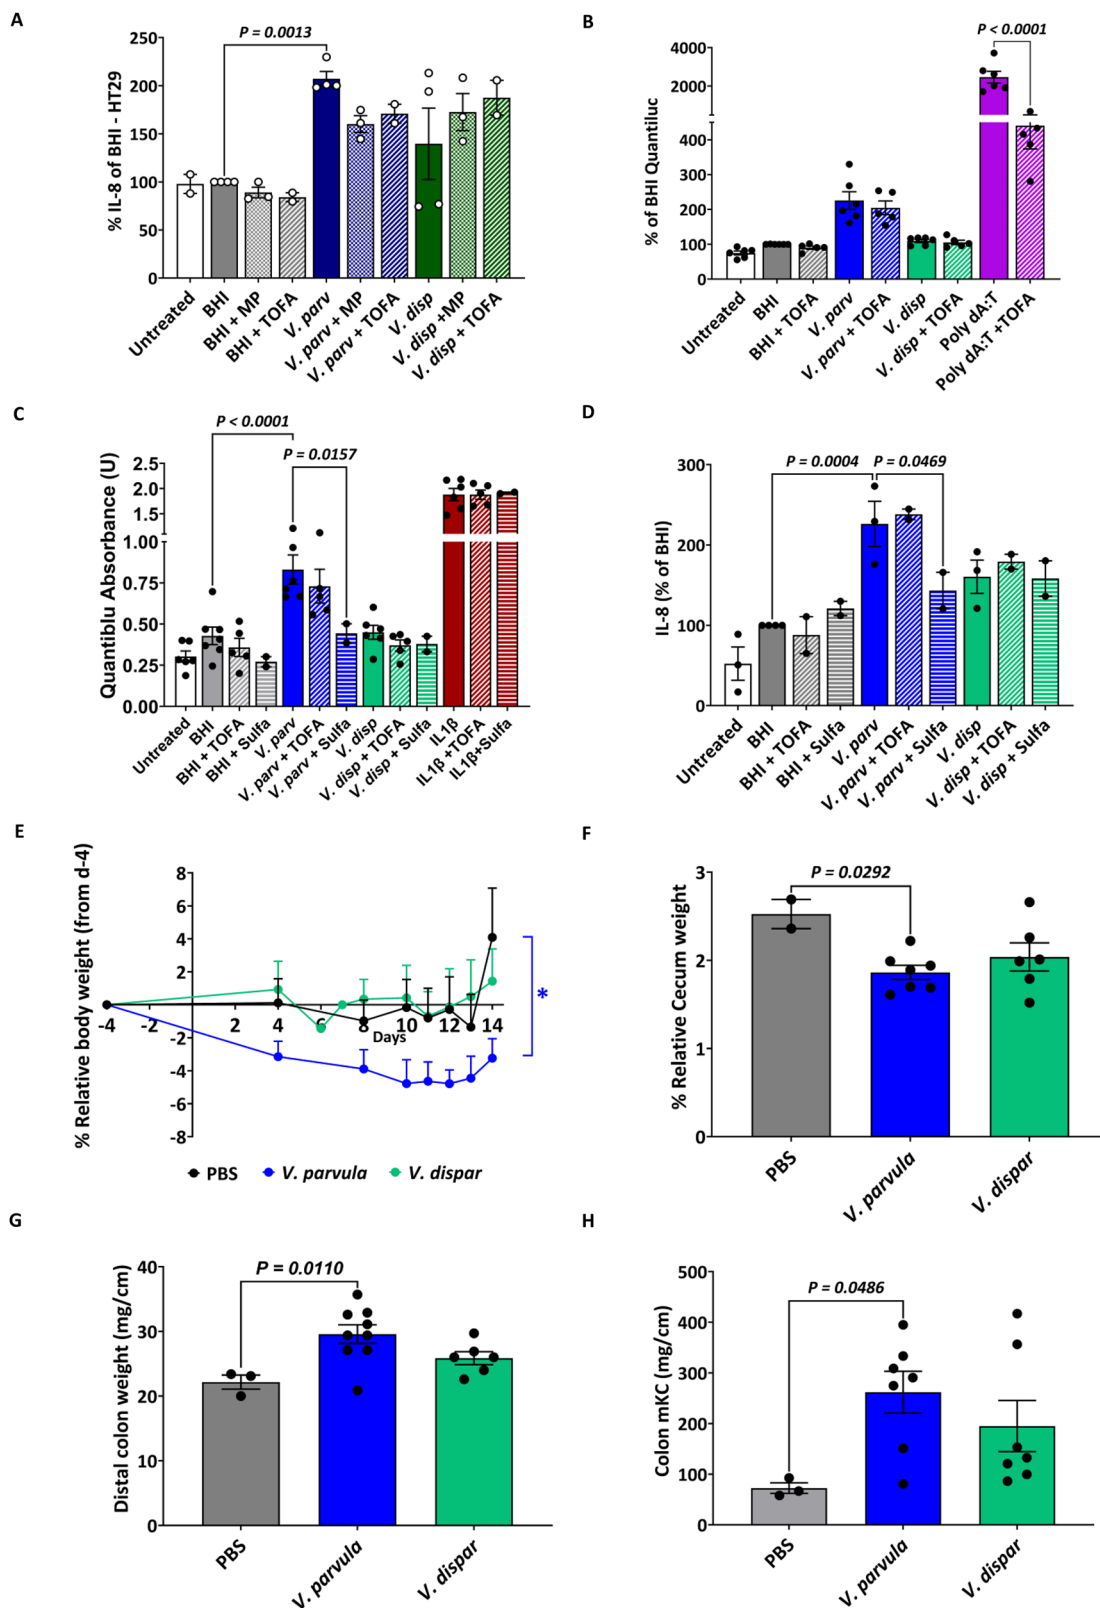 A
P = 0.0013
% IL-8 of BHI - HT29
250
200
150
100
50
0
Untreated
BHI
BHI + MP
BHI + TOFA
V. parv
V. parv + MP
V. parv + TOFA
V. disp
V. disp +MP
V. disp + TOFA
B
P < 0.0001
% of BHI Quantiluc
4000
2000
400
300
200
100
0
Untreated
BHI
BHI + TOFA
V. parv
V. parv + TOFA
V. disp
V. disp + TOFA
Poly dA:T
Poly dA:T +TOFA
C
P < 0.0001
P = 0.0157
Quantiblu Absorbance (U)
2.5
2.0
1.5
1.00
0.75
0.50
0.25
0.00
Untreated
BHI
BHI + TOFA
BHI + Sulfa
V. parv
V. parv + TOFA
V. parv + Sulfa
V. disp
V. disp + TOFA
V. disp + Sulfa
IL1β
IL1β +TOFA
IL1β+Sulfa
D
P = 0.0004
P = 0.0469
IL-8 (% of BHI)
300
200
100
0
Untreated
BHI
BHI + TOFA
BHI + Sulfa
V. parv
V. parv + TOFA
V. parv + Sulfa
V. disp
V. disp + TOFA
V. disp + Sulfa
E
% Relative body weight (from d-4)
8
6
4
2
-2
-4
-6
-8
-4
-2
2
4
6
8
10
12
14
Days
*
PBS
V. parvula
V. dispar
F
P = 0.0292
% Relative Cecum weight
3
2
1
0
PBS
V. parvula
V. dispar
G
P = 0.0110
Distal colon weight (mg/cm)
40
30
20
10
0
PBS
V. parvula
V. dispar
H
P = 0.0486
Colon mKC (mg/cm)
500
400
300
200
100
0
PBS
V. parvula
V. dispar